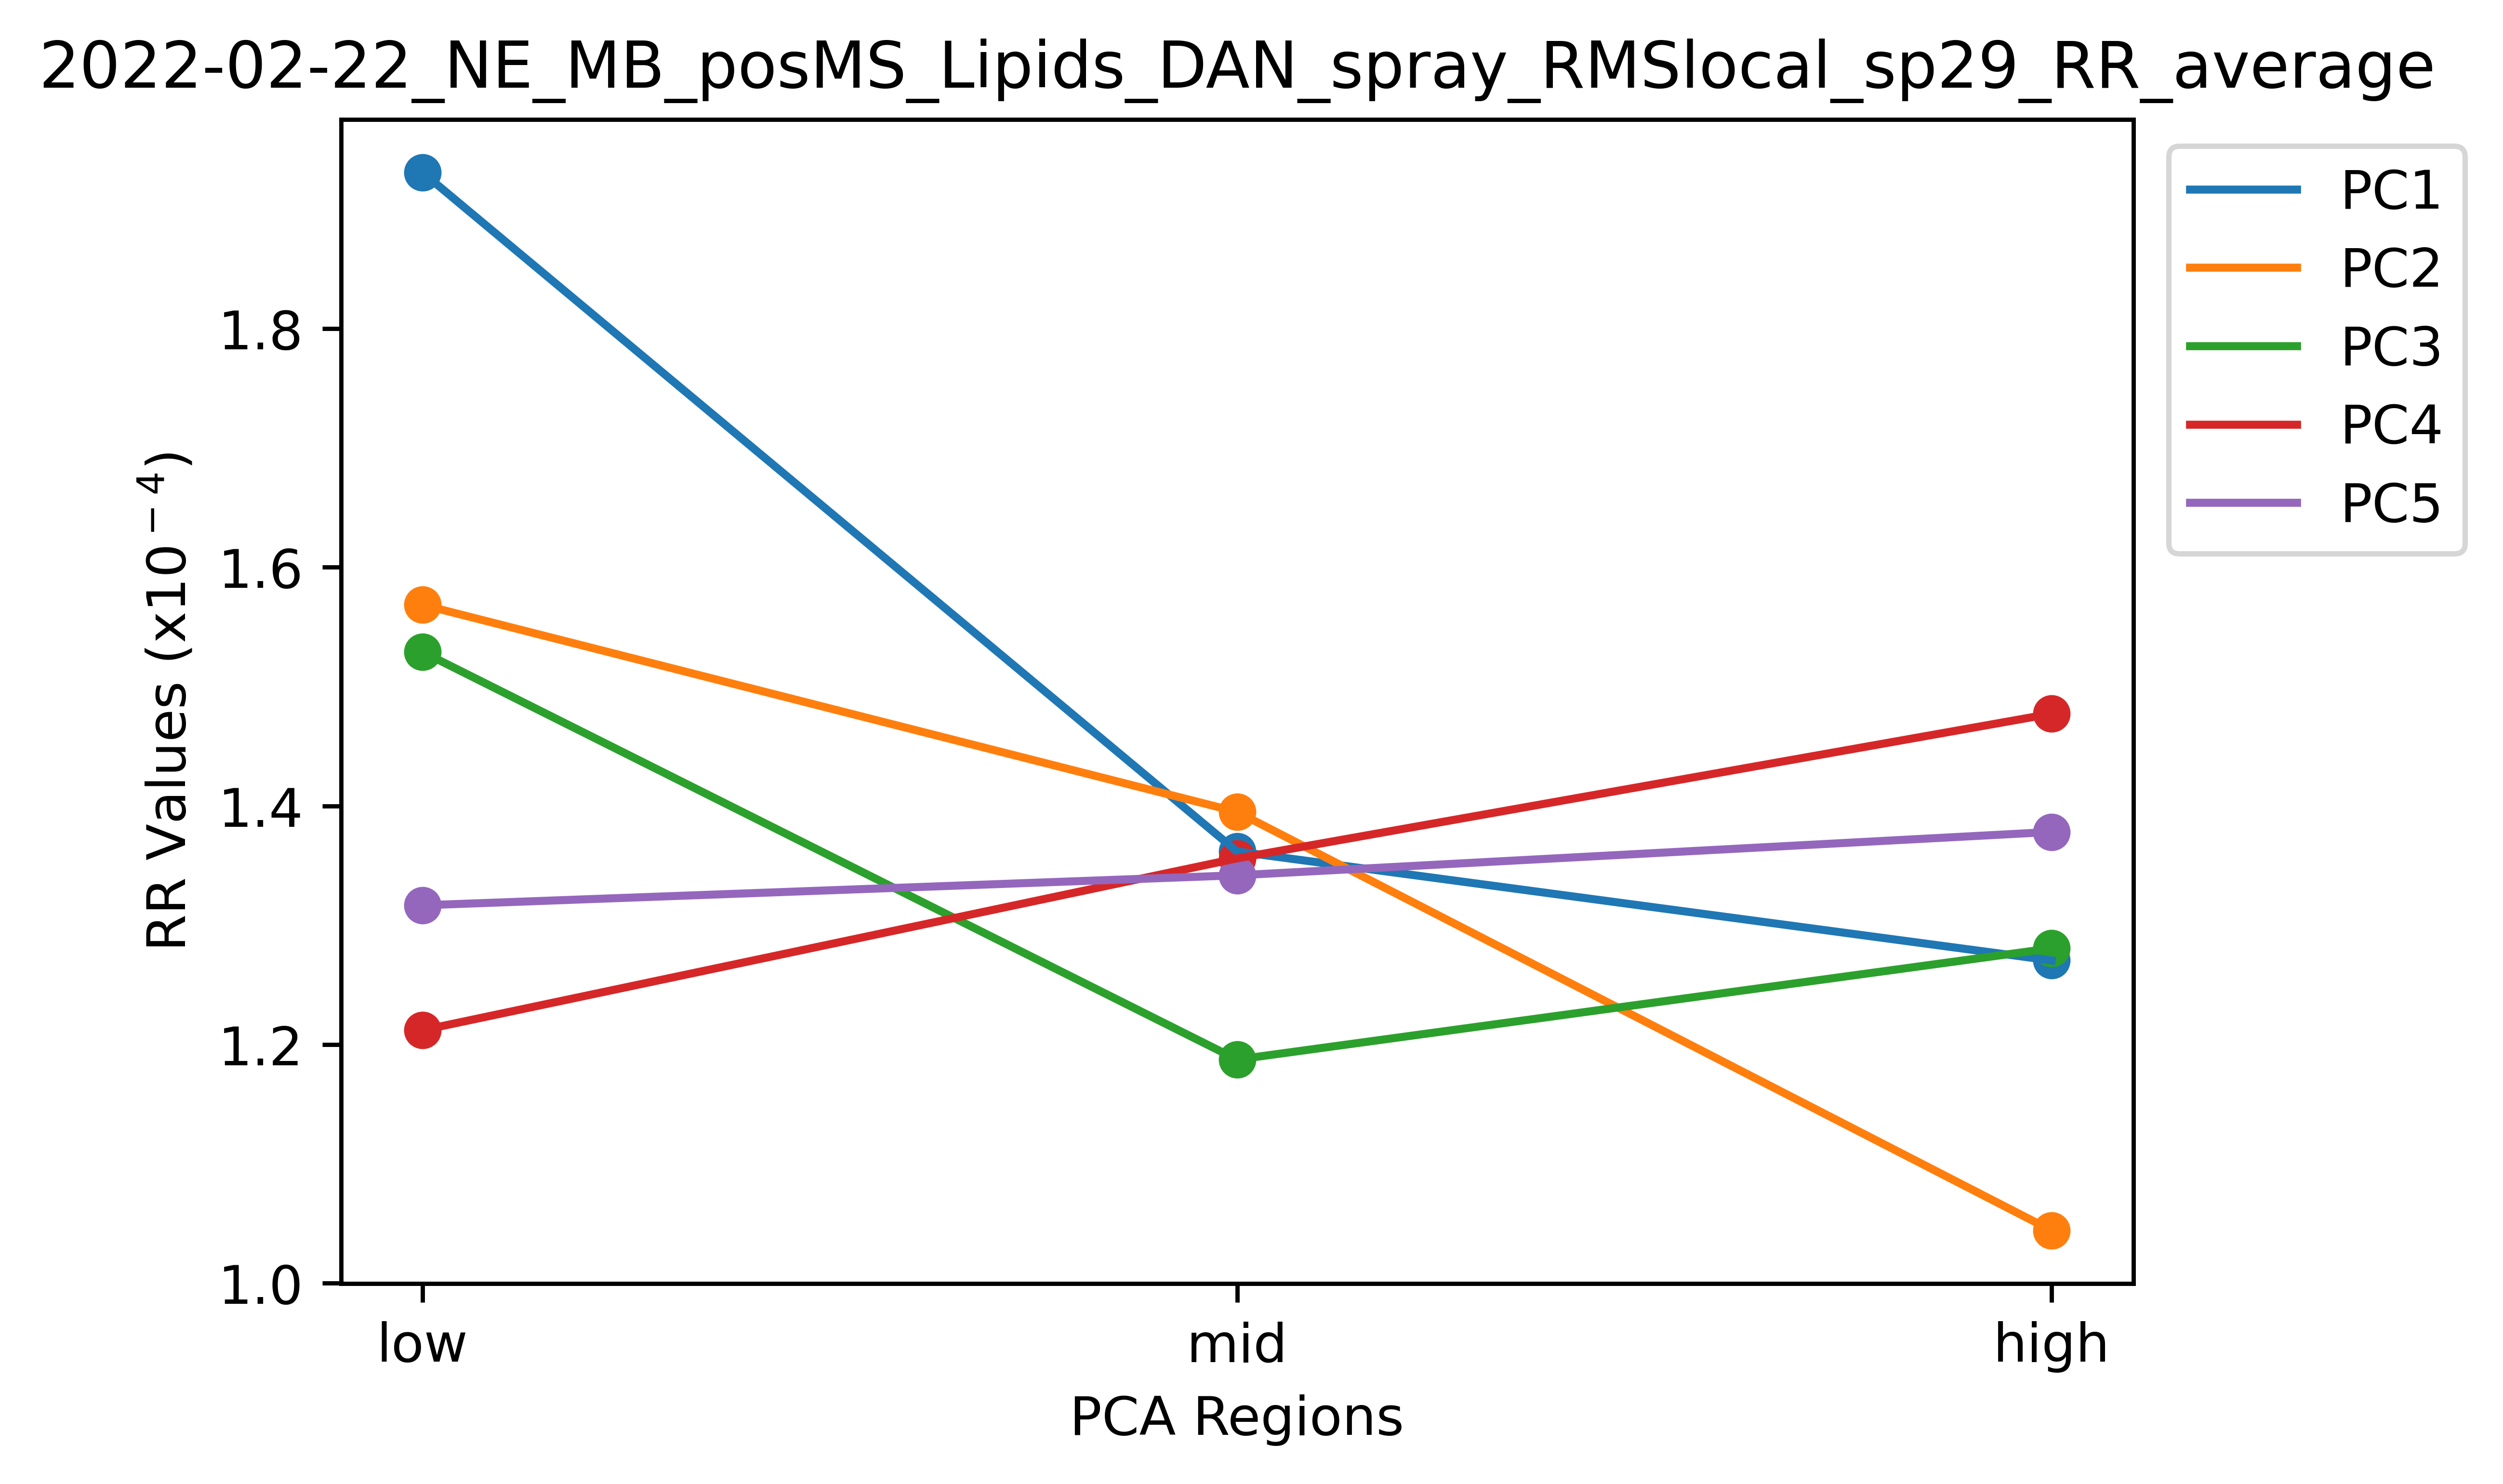 2022-02-22_NE_MB_posMS_Lipids_DAN_spray_RMSlocal_sp29_RR_average
PC1
PC2
PC3
PC4
PC5
RR Values (x10⁻⁴)
1.8
1.6
1.4
1.2
1.0
low mid high
PCA Regions